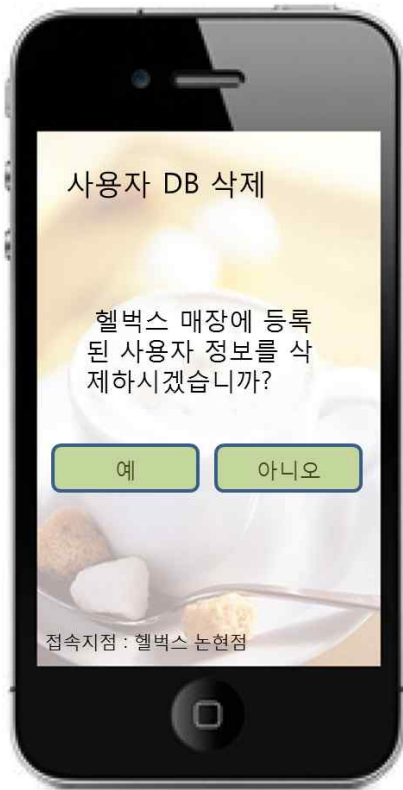 사용자 DB 삭제
헬벅스 매장에 등록
된 사용자 정보를 삭
제하시겠습니까?
예
아니오
접속지점 : 헬벅스 논현점